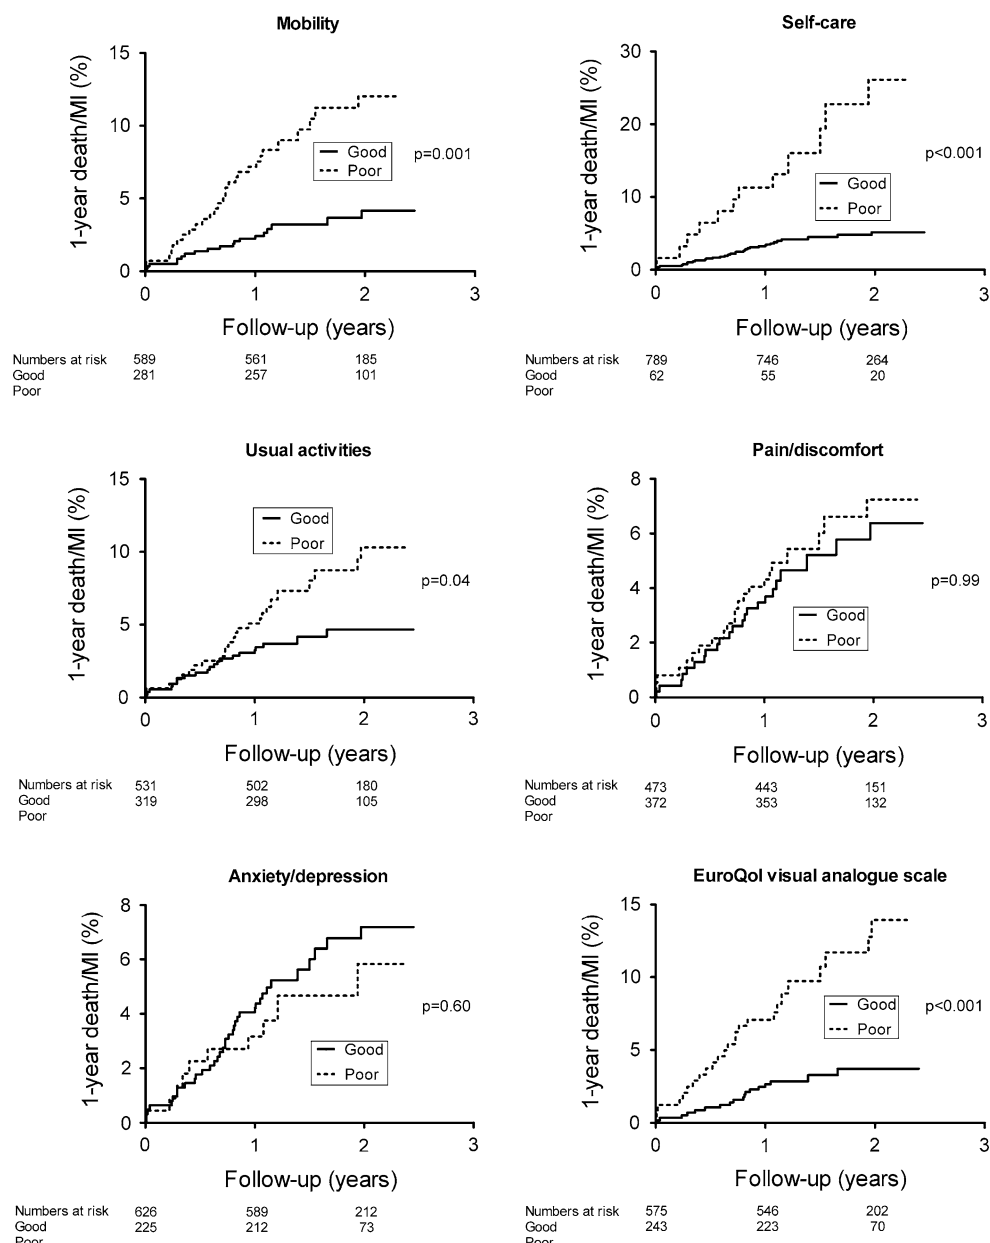 Mobility
1-year death/MI (%)
15
10
5
0
Good
Poor
p=0.001
0 1 2 3
Follow-up (years)
Numbers at risk 589 561 185
Good 281 257 101
Poor
Self-care
1-year death/MI (%)
30
20
10
0
Good
Poor
p<0.001
0 1 2 3
Follow-up (years)
Numbers at risk 789 746 264
Good 62 55 20
Poor
Usual activities
1-year death/MI (%)
15
10
5
0
Good
Poor
p=0.04
0 1 2 3
Follow-up (years)
Numbers at risk 531 502 180
Good 319 298 105
Poor
Pain/discomfort
1-year death/MI (%)
8
6
4
2
0
Good
Poor
p=0.99
0 1 2 3
Follow-up (years)
Numbers at risk 473 443 151
Good 372 353 132
Poor
Anxiety/depression
1-year death/MI (%)
8
6
4
2
0
Good
Poor
p=0.60
0 1 2 3
Follow-up (years)
Numbers at risk 626 589 212
Good 225 212 73
Poor
EuroQol visual analogue scale
1-year death/MI (%)
15
10
5
0
Good
Poor
p<0.001
0 1 2 3
Follow-up (years)
Numbers at risk 575 546 202
Good 243 223 70
Poor